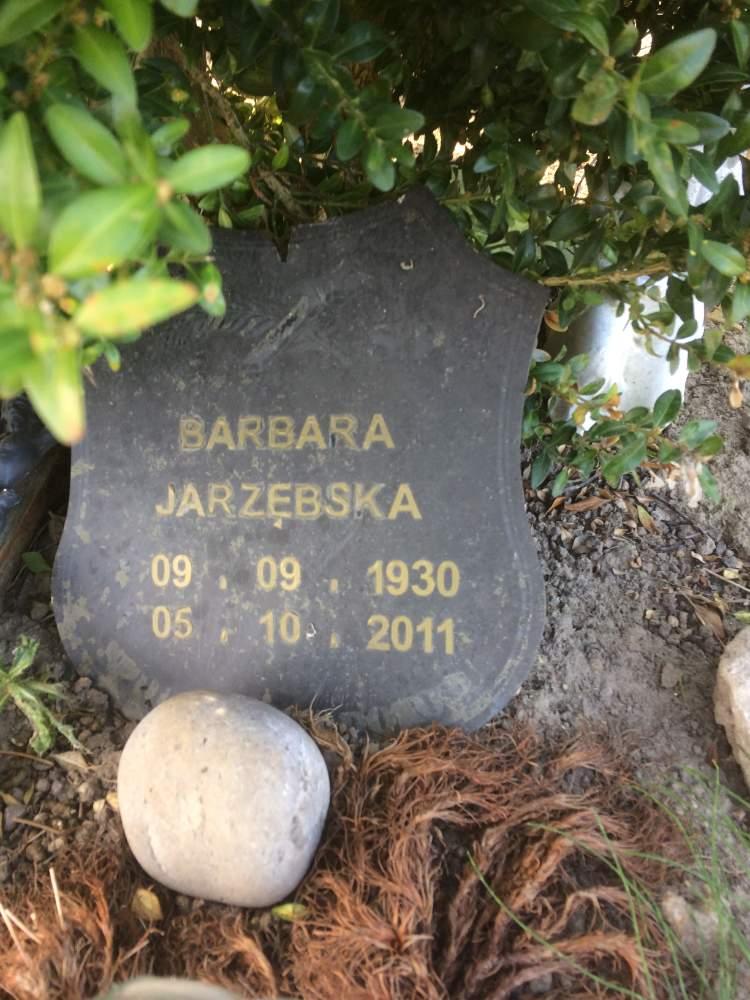 BARBARA
JARZĘBSKA
09 . 09 . 1930
05 . 10 . 2011